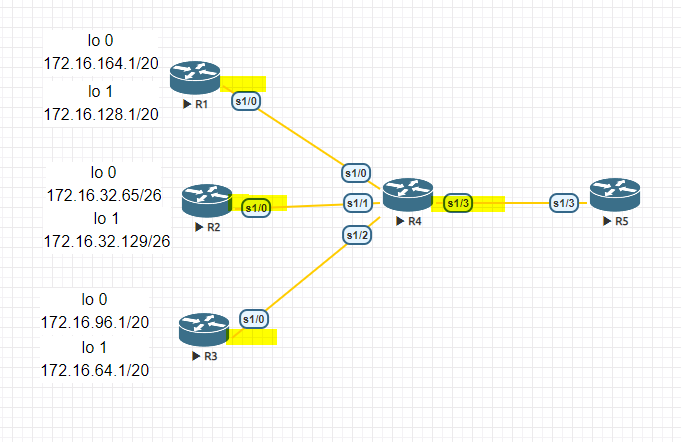 lo 0
172.16.164.1/20
lo 1
172.16.128.1/20
R1
s1/0
lo 0
172.16.32.65/26
lo 1
172.16.32.129/26
R2
s1/0
lo 0
172.16.96.1/20
lo 1
172.16.64.1/20
R3
s1/0
s1/0
s1/1
s1/2
R4
s1/3
s1/3
R5